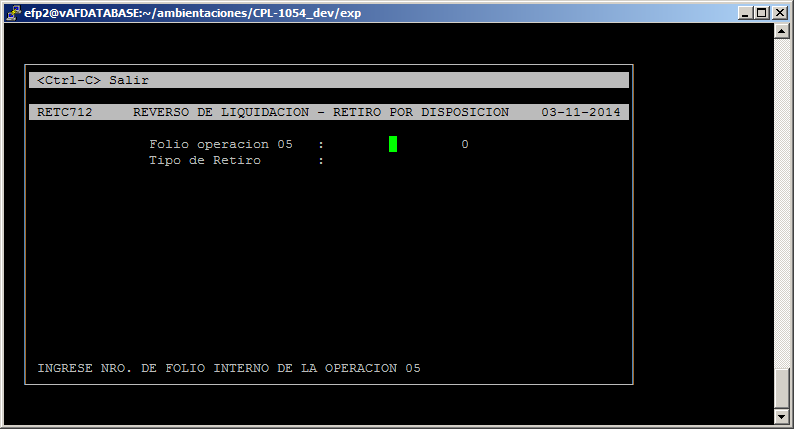 efp2@vAFDATABASE:~/ambientaciones/CPL-1054_dev/exp
<Ctrl-C> Salir
RETC712 REVERSO DE LIQUIDACION - RETIRO POR DISPOSICION 03-11-2014
Folio operacion 05 : 0
Tipo de Retiro :
INGRESE NRO. DE FOLIO INTERNO DE LA OPERACION 05